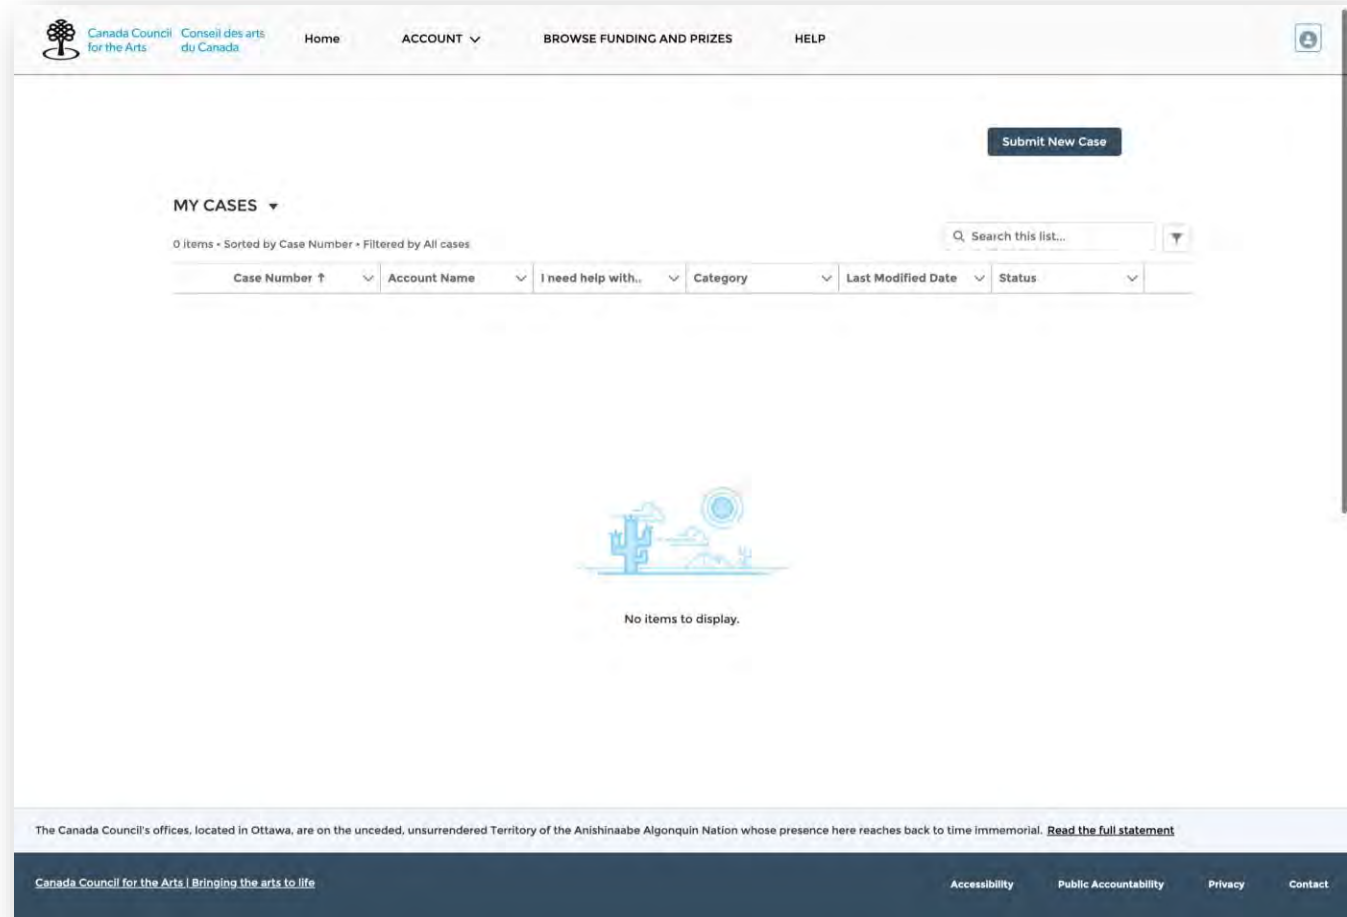 Canada Council Conseil des arts
for the Arts du Canada
Home ACCOUNT BROWSE FUNDING AND PRIZES HELP
Submit New Case
MY CASES
0 items • Sorted by Case Number • Filtered by All cases
Search this list...
Case Number ↑ Account Name I need help with.. Category Last Modified Date Status
No items to display.
The Canada Council's offices, located in Ottawa, are on the unceded, unsurrendered Territory of the Anishinaabe Algonquin Nation whose presence here reaches back to time immemorial. Read the full statement
Canada Council for the Arts | Bringing the arts to life
Accessibility Public Accountability Privacy Contact